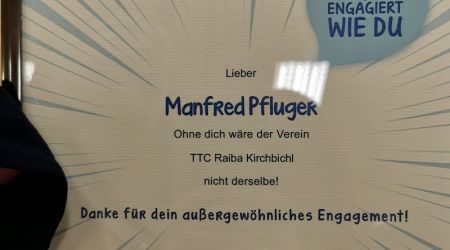 ENGAGIERT
WIE DU
Lieber
Manfred Pfluger
Ohne dich wäre der Verein
TTC Raiba Kirchbichl
nicht derselbe!
Danke für dein außergewöhnliches Engagement!